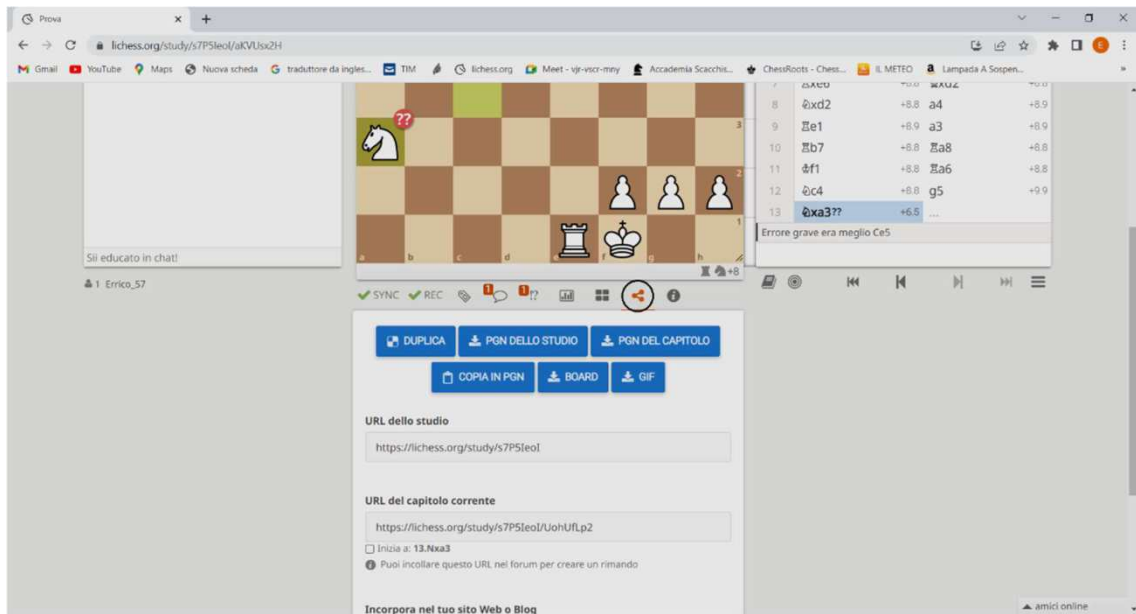 Prova
lichess.org/study/s7P5IeoI/aKVUsx2H
E
Gmail YouTube Maps Nuova scheda traduttore da ingles... TIM lichess.org Meet - vjr-vscr-mny Accademia Scacchis... ChessRoots - Chess... IL METEO Lampada A Sospen...
8 ♘xd2 +8.8 a4 +8.9
9 ♖e1 +8.9 a3 +8.9
10 ♖b7 +8.8 ♖a8 +8.8
11 ♔f1 +8.8 ♖a6 +8.8
12 ♘c4 +8.8 g5 +9.9
13 ♘xa3?? +6.5 ...
Errore grave era meglio Ce5
??
3
2
1
a b c d e f g h
+8
Sii educato in chat!
1 Errico_57
SYNC REC 1 1 !?
DUPLICA PGN DELLO STUDIO PGN DEL CAPITOLO
COPIA IN PGN BOARD GIF
URL dello studio
https://lichess.org/study/s7P5IeoI
URL del capitolo corrente
https://lichess.org/study/s7P5IeoI/UohUfLp2
Inizia a: 13.Nxa3
Puoi incollare questo URL nel forum per creare un rimando
Incorpora nel tuo sito Web o Blog
amici online